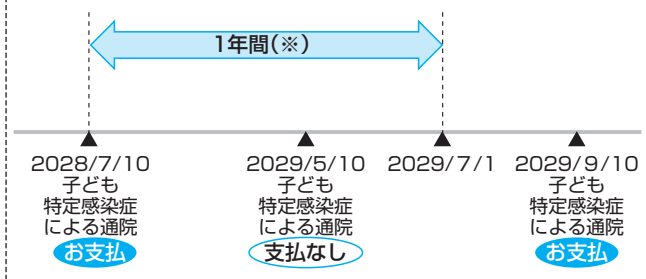 1年間(※)
2028/7/10
子ども
特定感染症
による通院
お支払
2029/5/10
子ども
特定感染症
による通院
支払なし
2029/7/1
2029/9/10
子ども
特定感染症
による通院
お支払